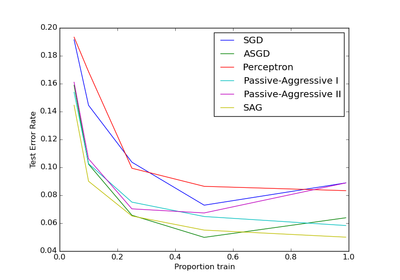 0.20
0.18
0.16
0.14
0.12
0.10
0.08
0.06
0.04
Test Error Rate
SGD
ASGD
Perceptron
Passive-Aggressive I
Passive-Aggressive II
SAG
0.0 0.2 0.4 0.6 0.8 1.0
Proportion train